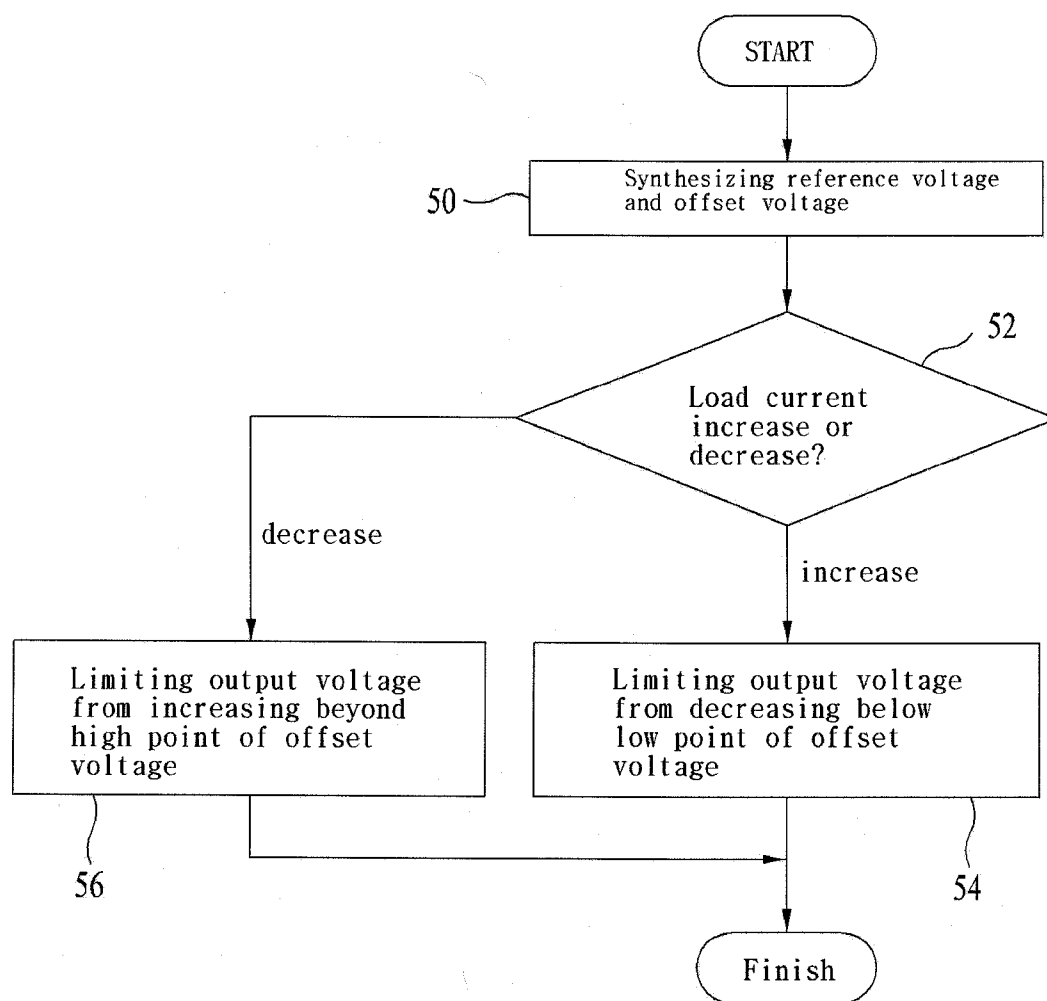 START
Synthesizing reference voltage
and offset voltage
50
52
Load current
increase or
decrease?
decrease
increase
Limiting output voltage
from increasing beyond
high point of offset
voltage
Limiting output voltage
from decreasing below
low point of offset
voltage
56
54
Finish